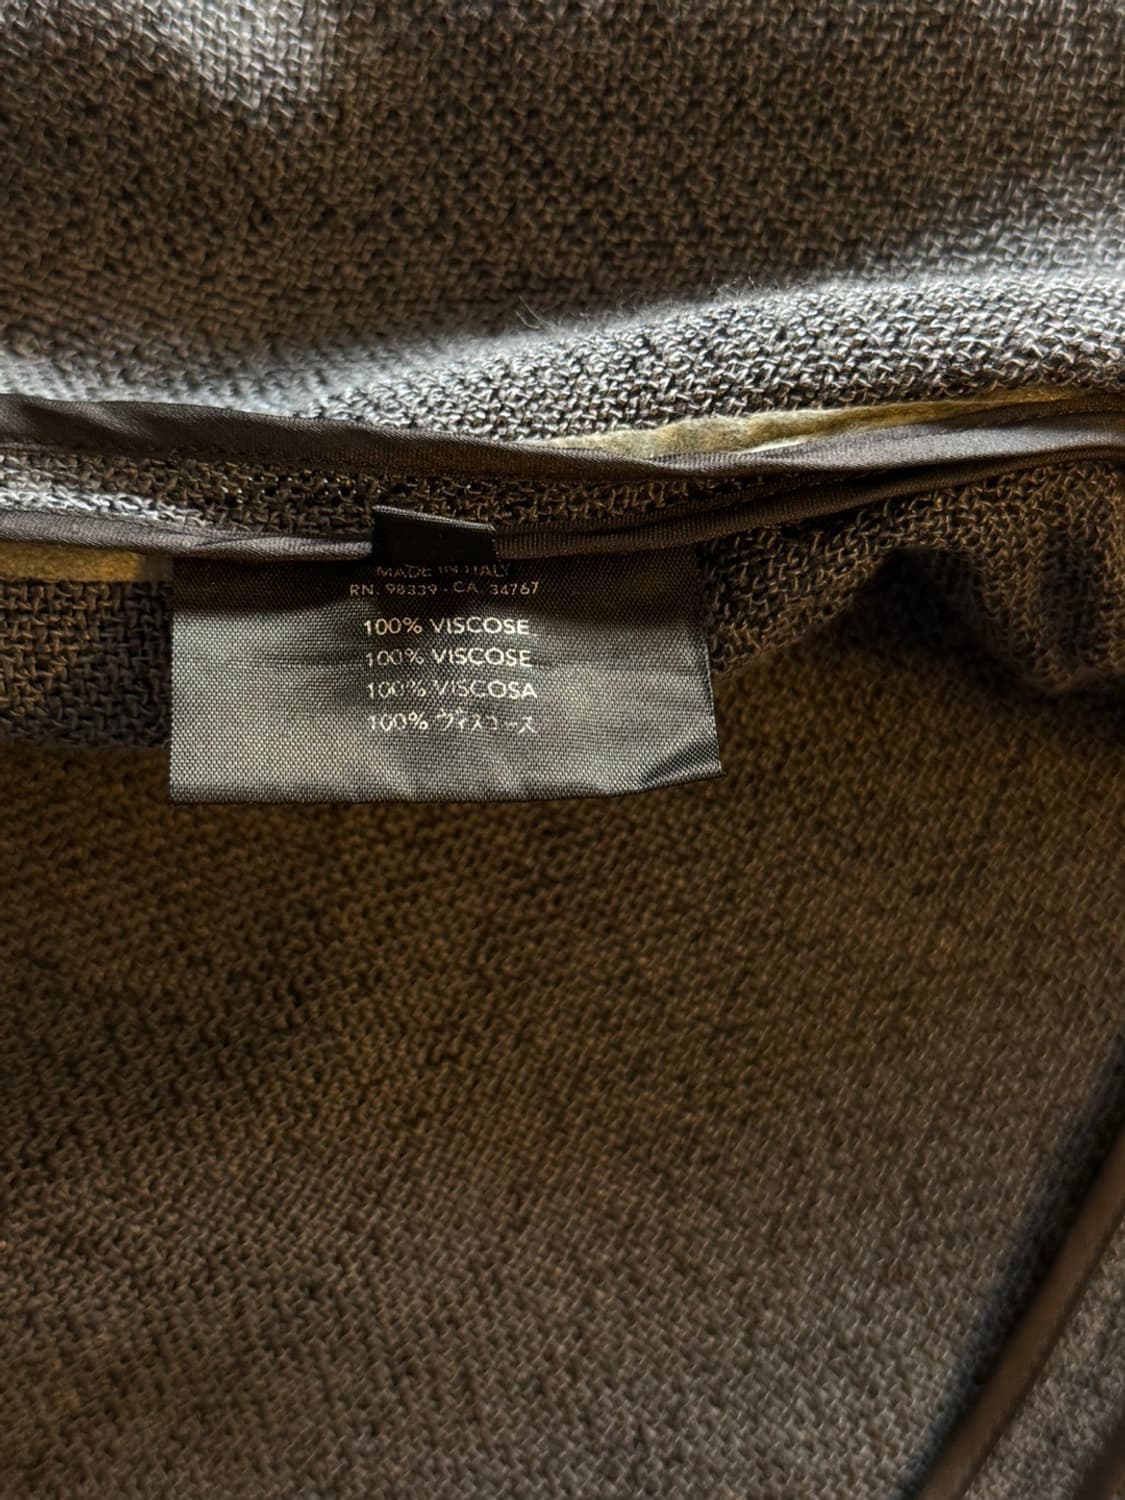 MADE IN ITALY
RN. 98339 - CA. 34767
100% VISCOSE
100% VISCOSE
100% VISCOSA
100% ヴィスコース